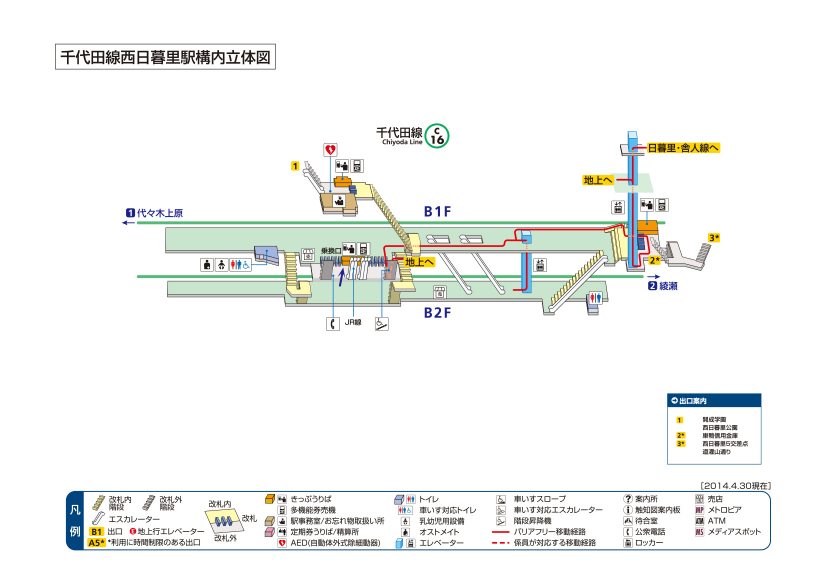 千代田線西日暮里駅構内立体図
千代田線
Chiyoda Line
C
16
日暮里・舎人線へ
1
地上へ
1 代々木上原
B1F
3*
乗換口
地上へ
2*
2 綾瀬
B2F
JR線
出口案内
1 開成学園
西日暮里公園
2* 巣鴨信用金庫
3* 西日暮里5交差点
道灌山通り
[2014.4.30現在]
凡例
改札内階段
改札外階段
エスカレーター
B1 出口
E 地上行エレベーター
A5* *利用に時間制限のある出口
改札内
改札
改札外
きっぷうりば
多機能券売機
駅事務室/お忘れ物取扱い所
定期券うりば/精算所
AED(自動体外式除細動器)
トイレ
車いす対応トイレ
乳幼児用設備
オストメイト
エレベーター
車いすスロープ
車いす対応エスカレーター
階段昇降機
バリアフリー移動経路
係員が対応する移動経路
? 案内所
i 触知図案内板
待合室
公衆電話
ロッカー
売店
MP メトロピア
ATM ATM
MS メディアスポット